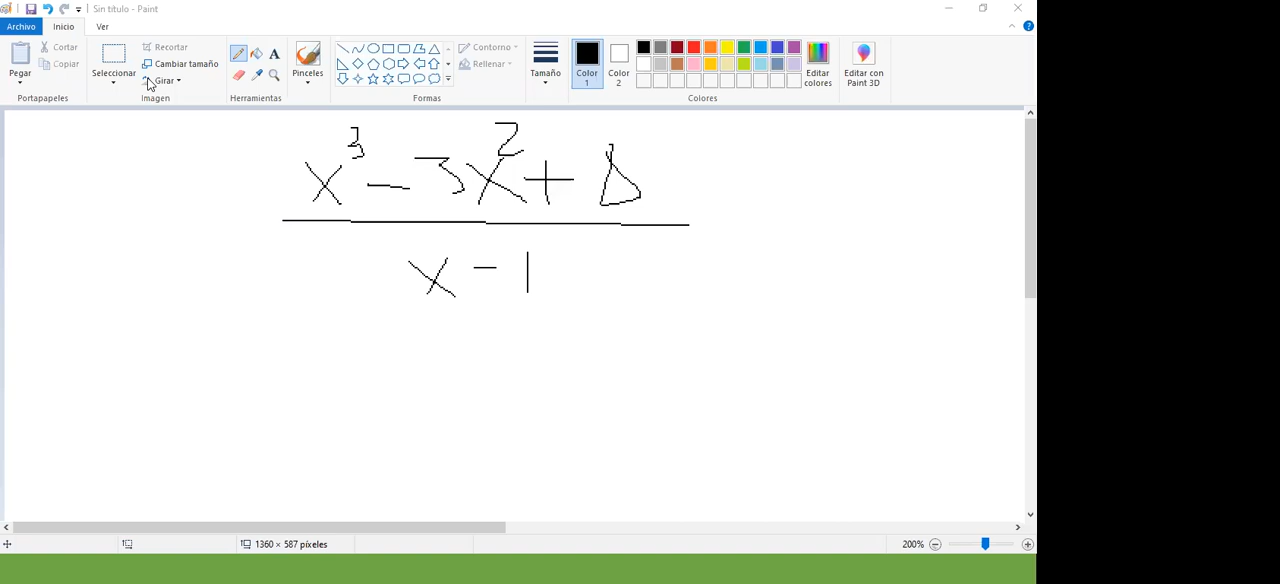 Sin título - Paint
Archivo Inicio Ver
Pegar Cortar Copiar Portapapeles
Seleccionar Recortar Cambiar tamaño Girar Imagen
Herramientas
Pinceles
Contorno Rellenar Formas
Tamaño
Color 1 Color 2 Editar colores Colores
Editar con Paint 3D
x³ - 3x² + Δ
x - 1
1360 × 587 píxeles 200%